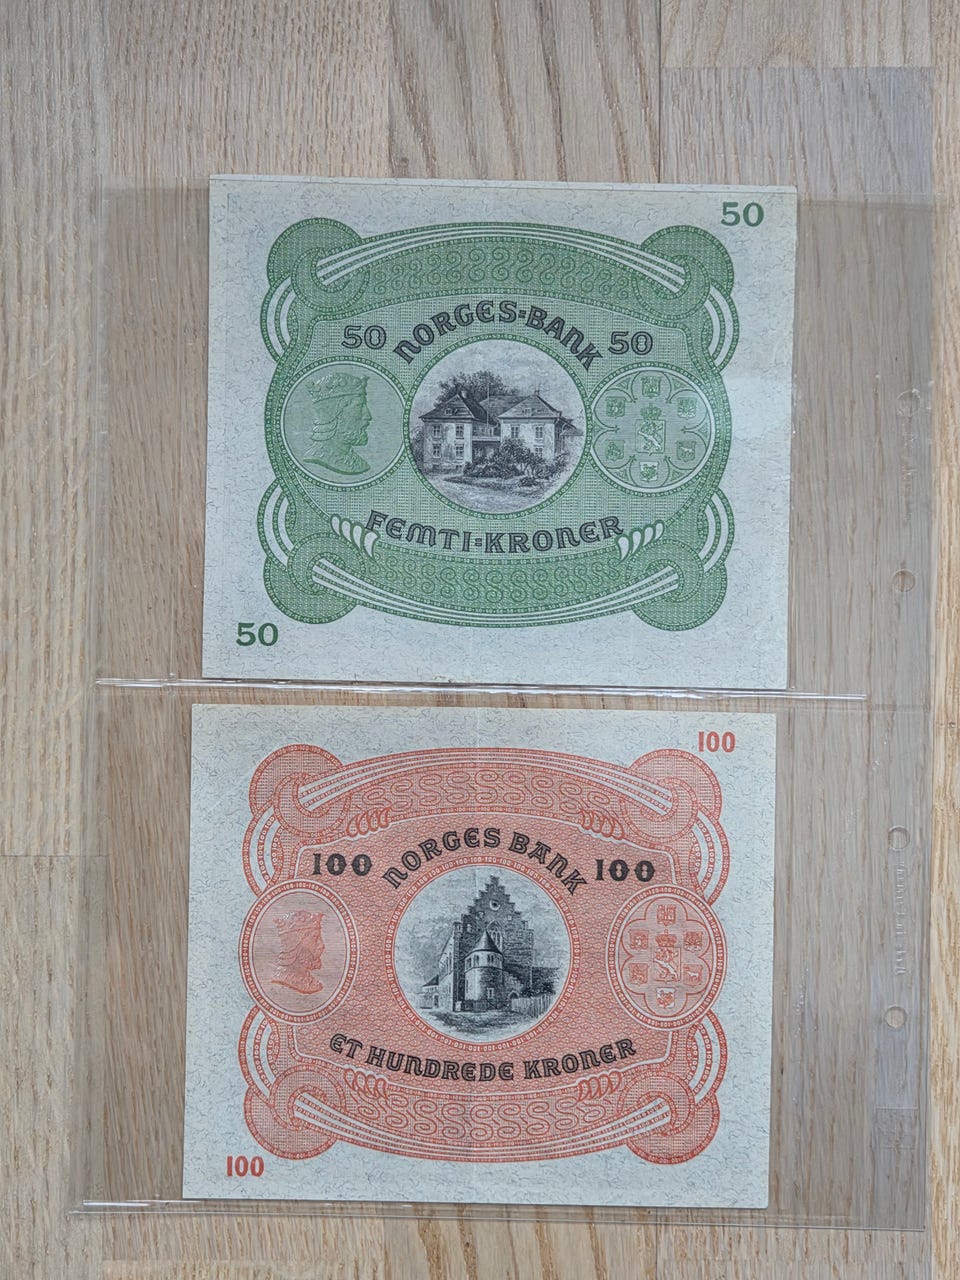 50
NORGES=BANK
50 50
FEMTI=KRONER
50
100
NORGES BANK
100 100
ET HUNDREDE KRONER
100